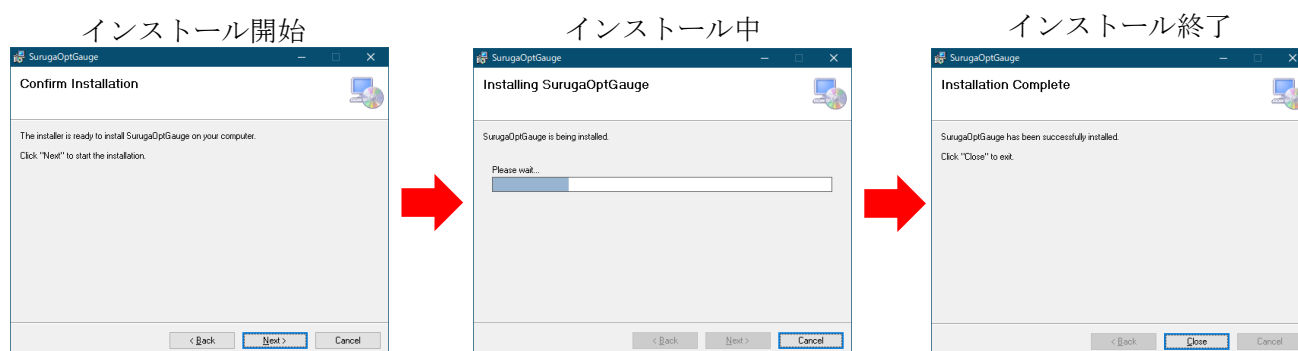 インストール開始
SurugaOptGauge
Confirm Installation
The installer is ready to install SurugaOptGauge on your computer.
Click "Next" to start the installation.
< Back
Next >
Cancel
インストール中
SurugaOptGauge
Installing SurugaOptGauge
SurugaOptGauge is being installed.
Please wait...
< Back
Next >
Cancel
インストール終了
SurugaOptGauge
Installation Complete
SurugaOptGauge has been successfully installed.
Click "Close" to exit.
< Back
Close
Cancel